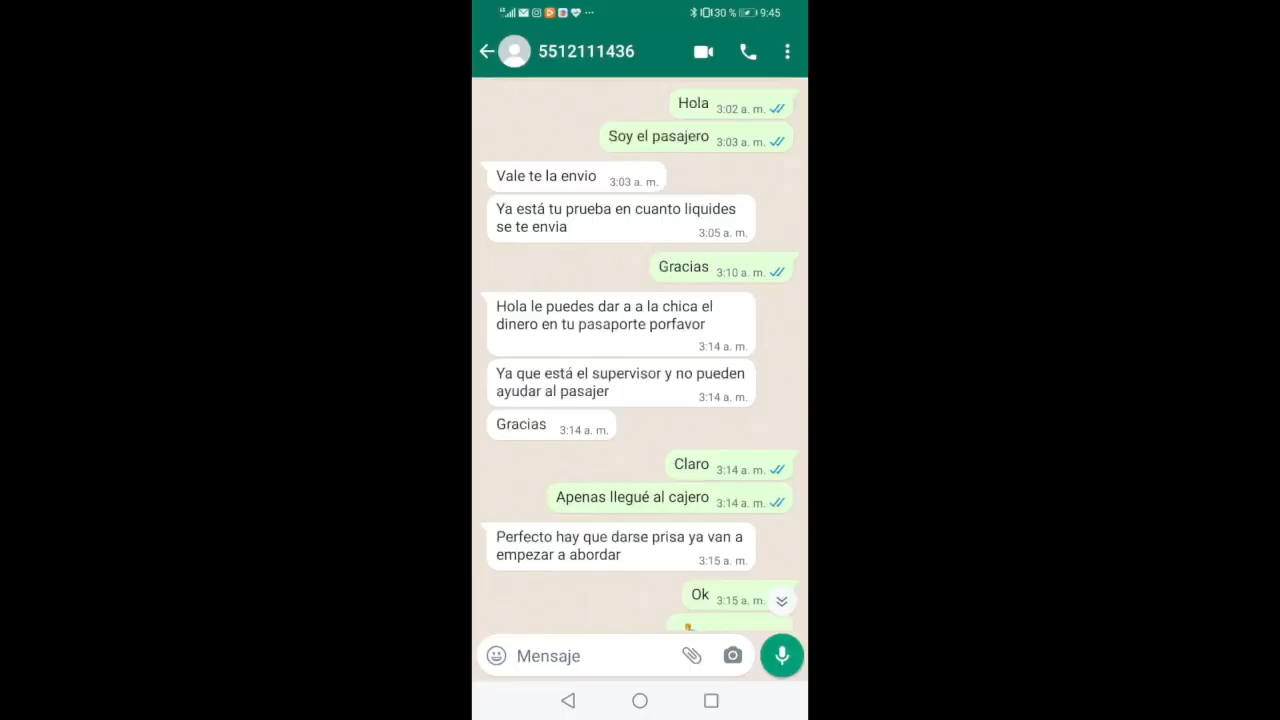 30 % 9:45
5512111436
Hola 3:02 a. m.
Soy el pasajero 3:03 a. m.
Vale te la envio 3:03 a. m.
Ya está tu prueba en cuanto liquides
se te envia 3:05 a. m.
Gracias 3:10 a. m.
Hola le puedes dar a a la chica el
dinero en tu pasaporte porfavor
3:14 a. m.
Ya que está el supervisor y no pueden
ayudar al pasajer 3:14 a. m.
Gracias 3:14 a. m.
Claro 3:14 a. m.
Apenas llegué al cajero 3:14 a. m.
Perfecto hay que darse prisa ya van a
empezar a abordar 3:15 a. m.
Ok 3:15 a. m.
Mensaje